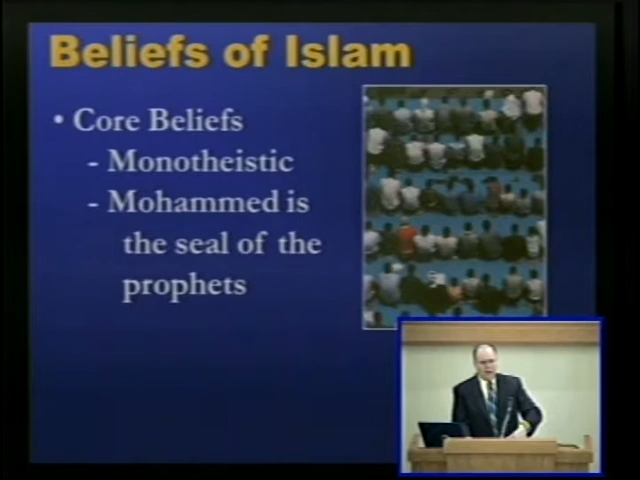 Beliefs of Islam
• Core Beliefs
- Monotheistic
- Mohammed is
the seal of the
prophets